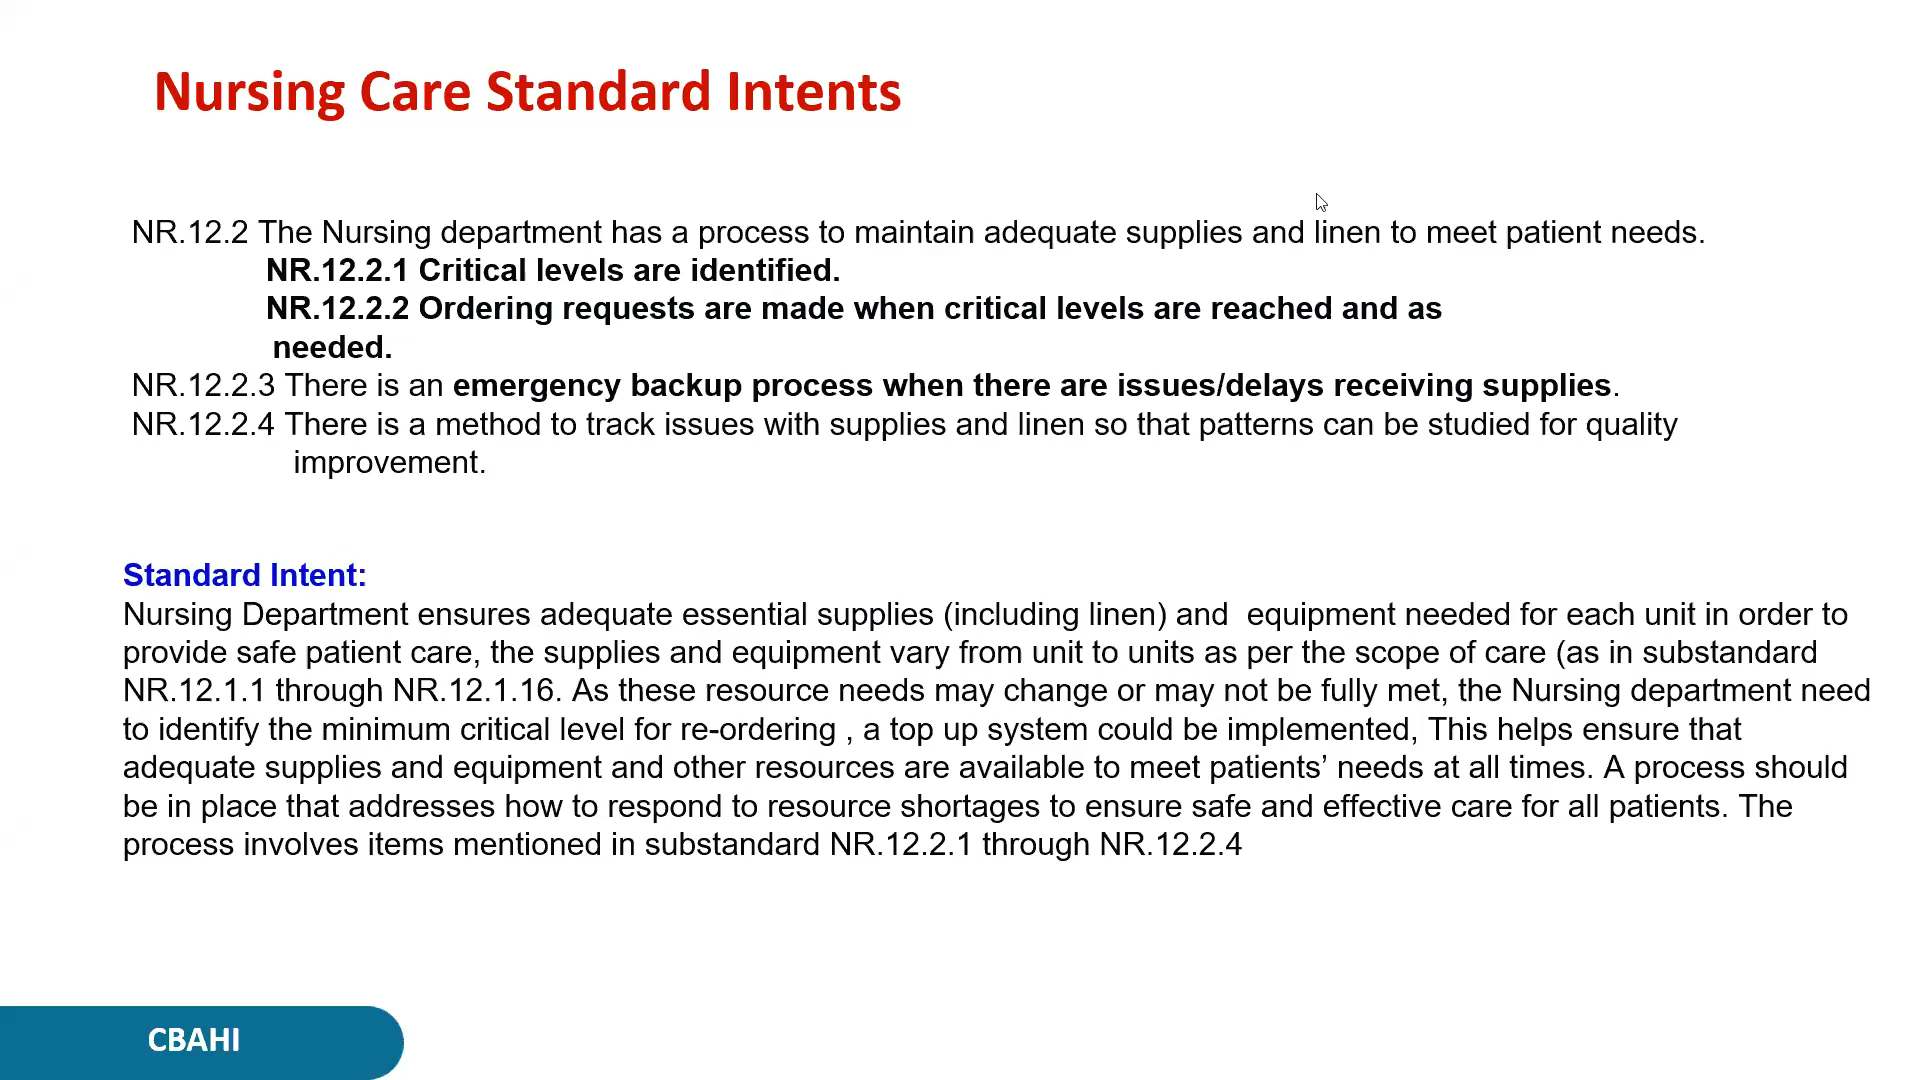 Nursing Care Standard Intents
NR.12.2 The Nursing department has a process to maintain adequate supplies and linen to meet patient needs.
NR.12.2.1 Critical levels are identified.
NR.12.2.2 Ordering requests are made when critical levels are reached and as
needed.
NR.12.2.3 There is an emergency backup process when there are issues/delays receiving supplies.
NR.12.2.4 There is a method to track issues with supplies and linen so that patterns can be studied for quality
improvement.
Standard Intent:
Nursing Department ensures adequate essential supplies (including linen) and  equipment needed for each unit in order to
provide safe patient care, the supplies and equipment vary from unit to units as per the scope of care (as in substandard
NR.12.1.1 through NR.12.1.16. As these resource needs may change or may not be fully met, the Nursing department need
to identify the minimum critical level for re-ordering , a top up system could be implemented, This helps ensure that
adequate supplies and equipment and other resources are available to meet patients’ needs at all times. A process should
be in place that addresses how to respond to resource shortages to ensure safe and effective care for all patients. The
process involves items mentioned in substandard NR.12.2.1 through NR.12.2.4
CBAHI